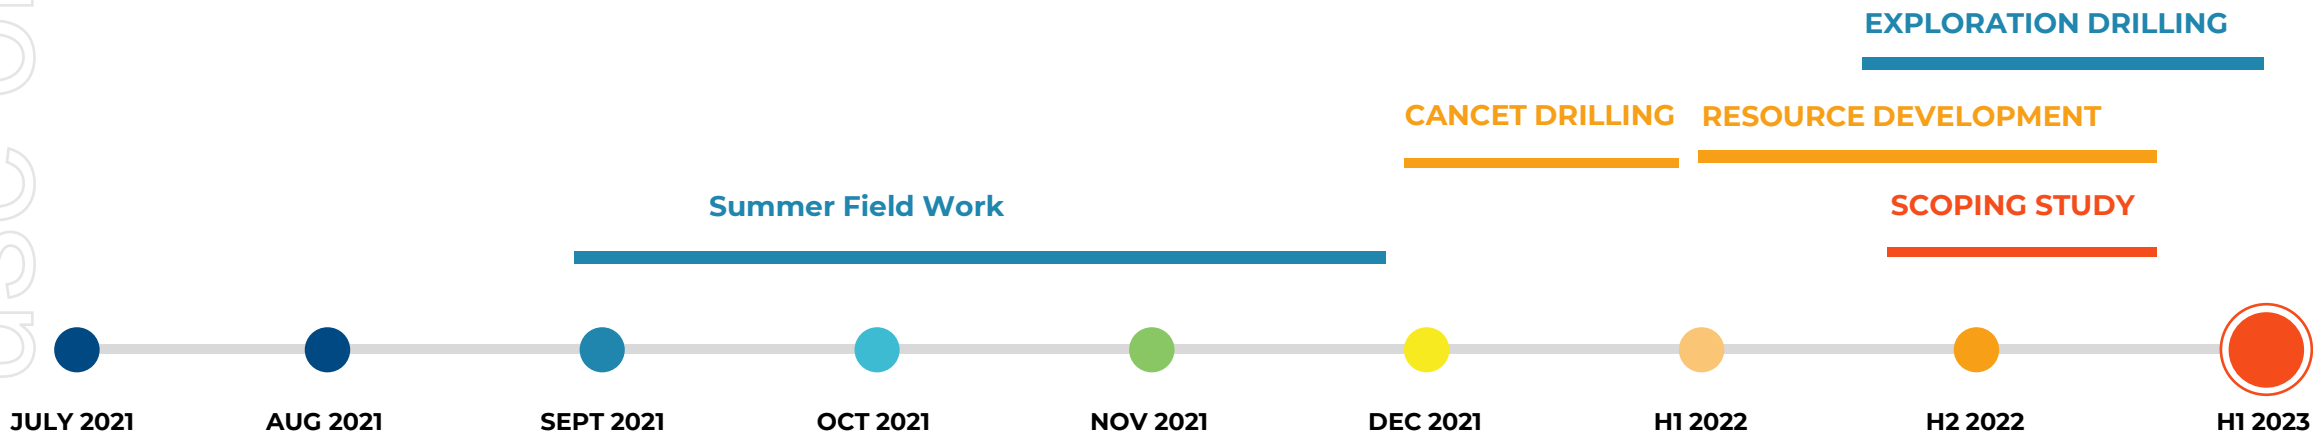 EXPLORATION DRILLING
CANCET DRILLING
RESOURCE DEVELOPMENT
Summer Field Work
SCOPING STUDY
JULY 2021
AUG 2021
SEPT 2021
OCT 2021
NOV 2021
DEC 2021
H1 2022
H2 2022
H1 2023